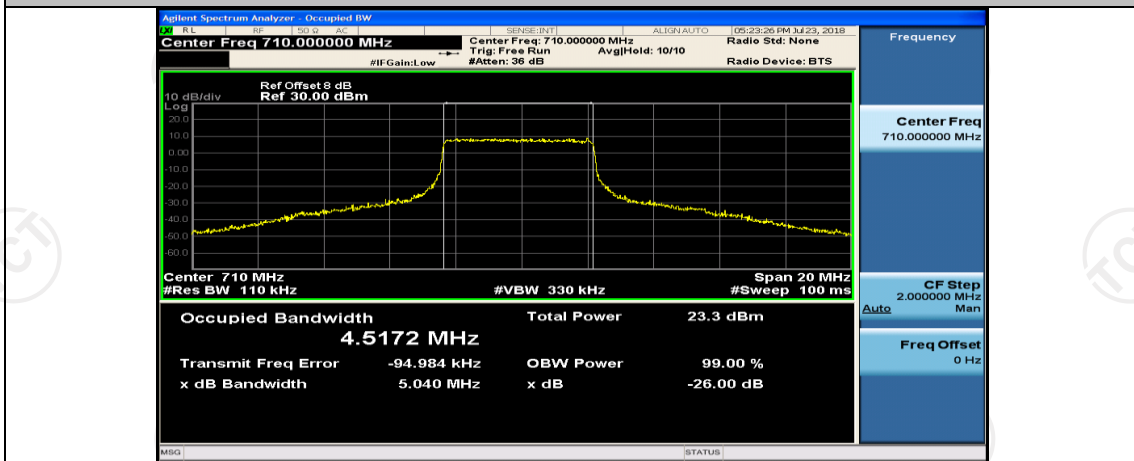 Agilent Spectrum Analyzer - Occupied BW
LXI RL RF 50 Ω AC SENSE:INT ALIGN AUTO 05:23:26 PM Jul 23, 2018
Center Freq 710.000000 MHz
Center Freq: 710.000000 MHz
Radio Std: None
Trig: Free Run
Avg|Hold: 10/10
#IFGain:Low
#Atten: 36 dB
Radio Device: BTS
Ref Offset 8 dB
10 dB/div
Ref 30.00 dBm
Log
20.0
10.0
0.00
-10.0
-20.0
-30.0
-40.0
-50.0
-60.0
Center 710 MHz
Span 20 MHz
#Res BW 110 kHz
#VBW 330 kHz
#Sweep 100 ms
Occupied Bandwidth
Total Power 23.3 dBm
4.5172 MHz
Transmit Freq Error -94.984 kHz
OBW Power 99.00 %
x dB Bandwidth 5.040 MHz
x dB -26.00 dB
MSG
STATUS
Frequency
Center Freq
710.000000 MHz
CF Step
2.000000 MHz
Auto Man
Freq Offset
0 Hz